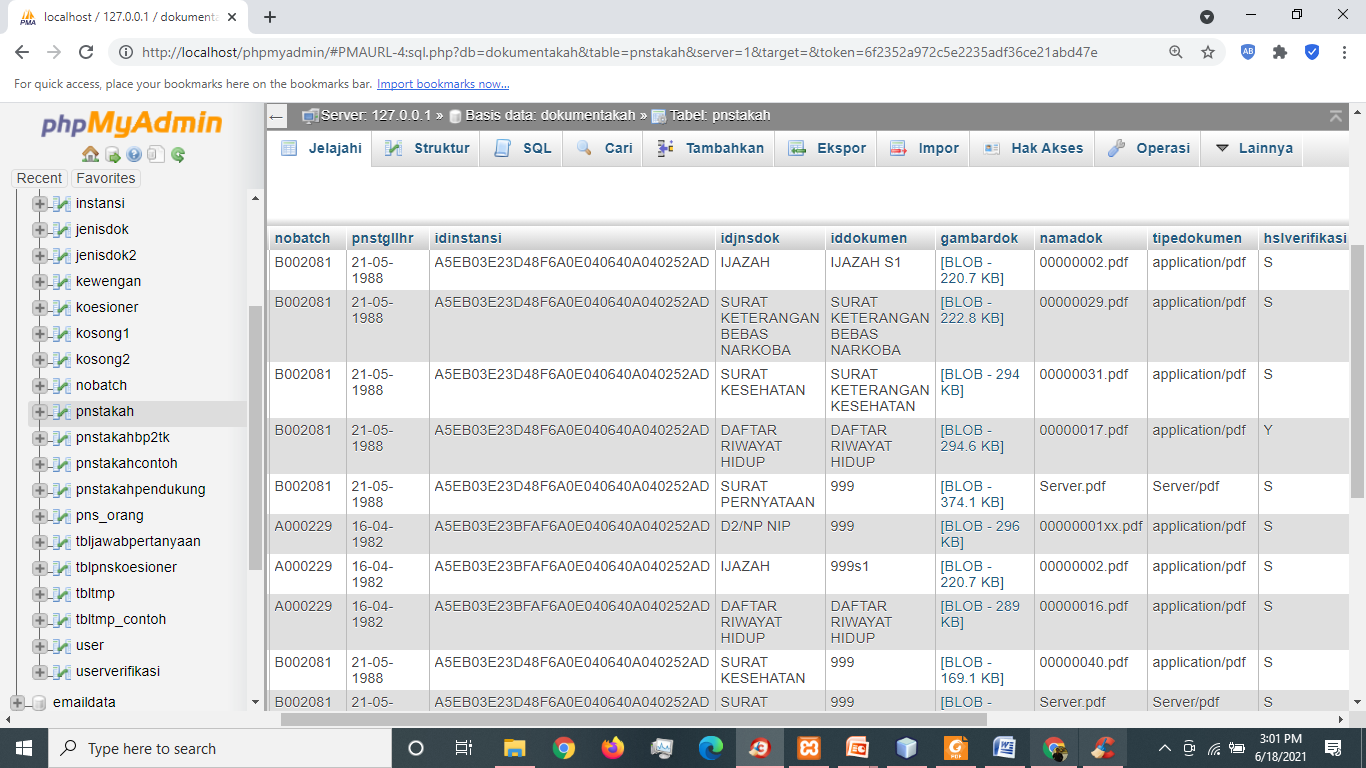 localhost / 127.0.0.1 / dokumenta
http://localhost/phpmyadmin/#PMAURL-4:sql.php?db=dokumentakah&table=pnstakah&server=1&target=&token=6f2352a972c5e2235adf36ce21abd47e
For quick access, place your bookmarks here on the bookmarks bar. Import bookmarks now...
phpMyAdmin
Recent Favorites
instansi
jenisdok
jenisdok2
kewengan
koesioner
kosong1
kosong2
nobatch
pnstakah
pnstakahbp2tk
pnstakahcontoh
pnstakahpendukung
pns_orang
tbljawabpertanyaan
tblpnskoesioner
tbltmp
tbltmp_contoh
user
userverifikasi
emaildata
Server: 127.0.0.1 » Basis data: dokumentakah » Tabel: pnstakah
Jelajahi Struktur SQL Cari Tambahkan Ekspor Impor Hak Akses Operasi Lainnya
nobatch pnstgllhr idinstansi idjnsdok iddokumen gambardok namadok tipedokumen hslverifikasi
B002081 21-05- A5EB03E23D48F6A0E040640A040252AD IJAZAH IJAZAH S1 [BLOB - 00000002.pdf application/pdf S
1988 220.7 KB]
B002081 21-05- A5EB03E23D48F6A0E040640A040252AD SURAT SURAT [BLOB - 00000029.pdf application/pdf S
1988 KETERANGAN KETERANGAN 222.8 KB]
BEBAS BEBAS
NARKOBA NARKOBA
B002081 21-05- A5EB03E23D48F6A0E040640A040252AD SURAT SURAT [BLOB - 294 00000031.pdf application/pdf S
1988 KESEHATAN KETERANGAN KB]
KESEHATAN
B002081 21-05- A5EB03E23D48F6A0E040640A040252AD DAFTAR DAFTAR [BLOB - 00000017.pdf application/pdf Y
1988 RIWAYAT RIWAYAT 294.6 KB]
HIDUP HIDUP
B002081 21-05- A5EB03E23D48F6A0E040640A040252AD SURAT 999 [BLOB - Server.pdf Server/pdf S
1988 PERNYATAAN 374.1 KB]
A000229 16-04- A5EB03E23BFAF6A0E040640A040252AD D2/NP NIP 999 [BLOB - 296 00000001xx.pdf application/pdf S
1982 KB]
A000229 16-04- A5EB03E23BFAF6A0E040640A040252AD IJAZAH 999s1 [BLOB - 00000002.pdf application/pdf S
1982 220.7 KB]
A000229 16-04- A5EB03E23BFAF6A0E040640A040252AD DAFTAR DAFTAR [BLOB - 289 00000016.pdf application/pdf S
1982 RIWAYAT RIWAYAT KB]
HIDUP HIDUP
B002081 21-05- A5EB03E23D48F6A0E040640A040252AD SURAT 999 [BLOB - 00000040.pdf application/pdf S
1988 KESEHATAN 169.1 KB]
B002081 21-05- A5EB03E23D48F6A0E040640A040252AD SURAT 999 [BLOB - Server.pdf Server/pdf S
Type here to search
3:01 PM
6/18/2021